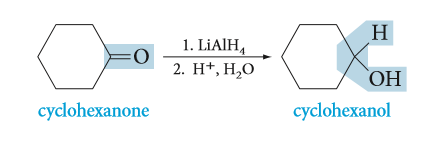 =O
1. LiAlH₄
2. H⁺, H₂O
H
OH
cyclohexanone
cyclohexanol